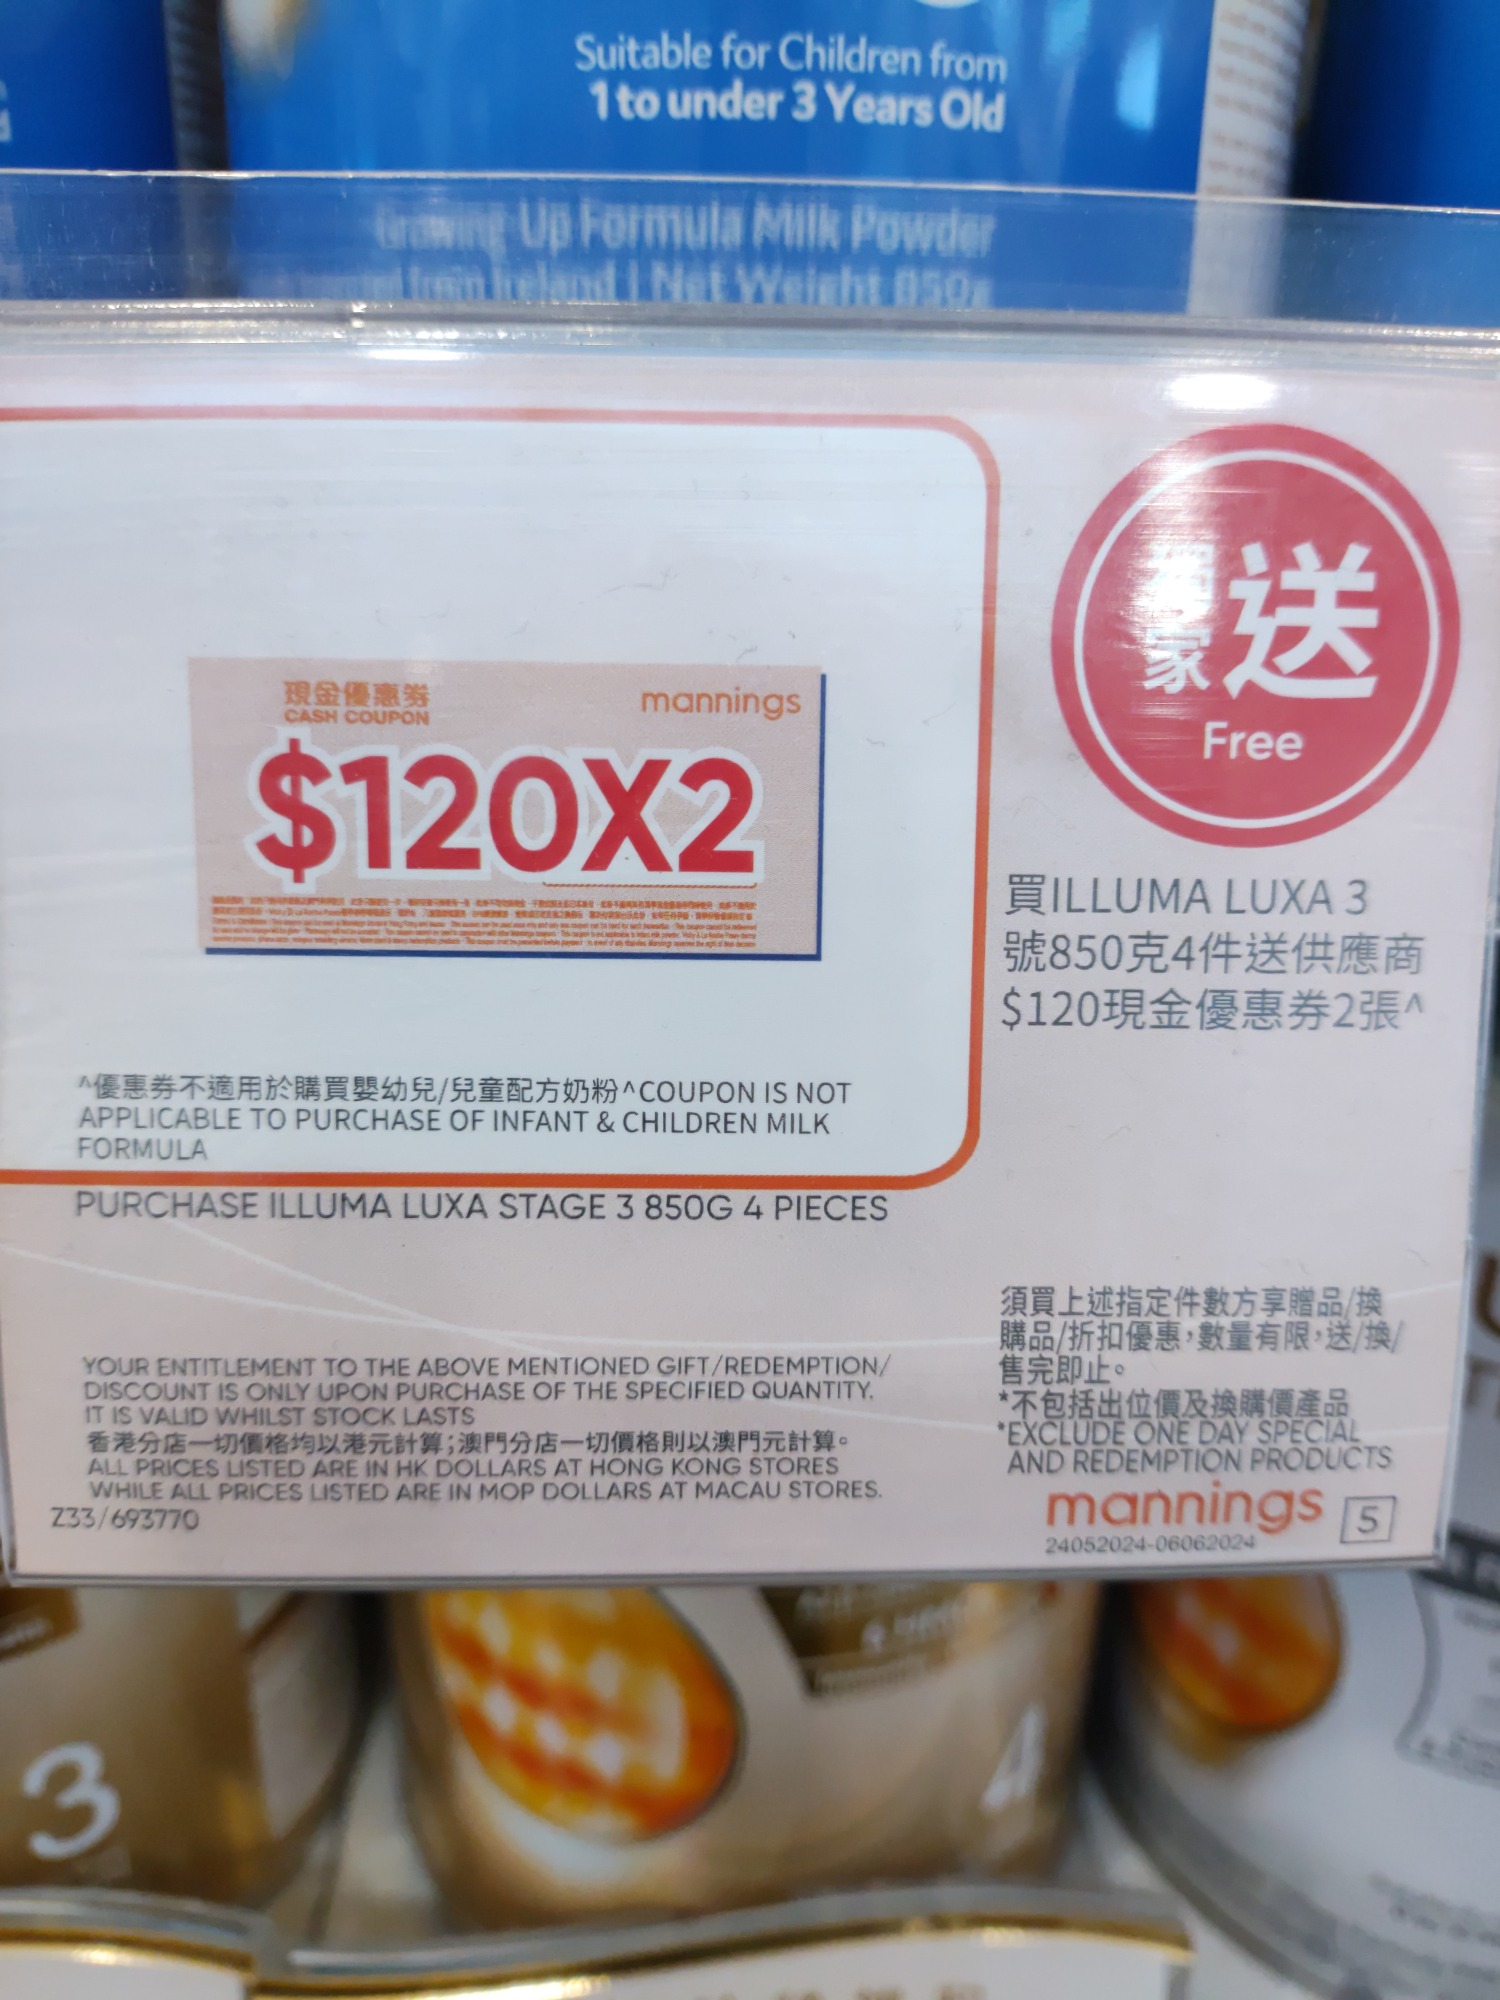 Suitable for Children from
1 to under 3 Years Old
Growing Up Formula Milk Powder
from Ireland | Net Weight 850g
現金優惠券
CASH COUPON
mannings
$120X2
獨家送
Free
買ILLUMA LUXA 3
號850克4件送供應商
$120現金優惠券2張^
^優惠券不適用於購買嬰幼兒/兒童配方奶粉^COUPON IS NOT
APPLICABLE TO PURCHASE OF INFANT & CHILDREN MILK
FORMULA
PURCHASE ILLUMA LUXA STAGE 3 850G 4 PIECES
YOUR ENTITLEMENT TO THE ABOVE MENTIONED GIFT/REDEMPTION/
DISCOUNT IS ONLY UPON PURCHASE OF THE SPECIFIED QUANTITY.
IT IS VALID WHILST STOCK LASTS
香港分店一切價格均以港元計算;澳門分店一切價格則以澳門元計算。
ALL PRICES LISTED ARE IN HK DOLLARS AT HONG KONG STORES
WHILE ALL PRICES LISTED ARE IN MOP DOLLARS AT MACAU STORES.
Z33/693770
須買上述指定件數方享贈品/換
購品/折扣優惠,數量有限,送/換/
售完即止。
*不包括出位價及換購價產品
*EXCLUDE ONE DAY SPECIAL
AND REDEMPTION PRODUCTS
mannings 5
24052024-06062024
3
4